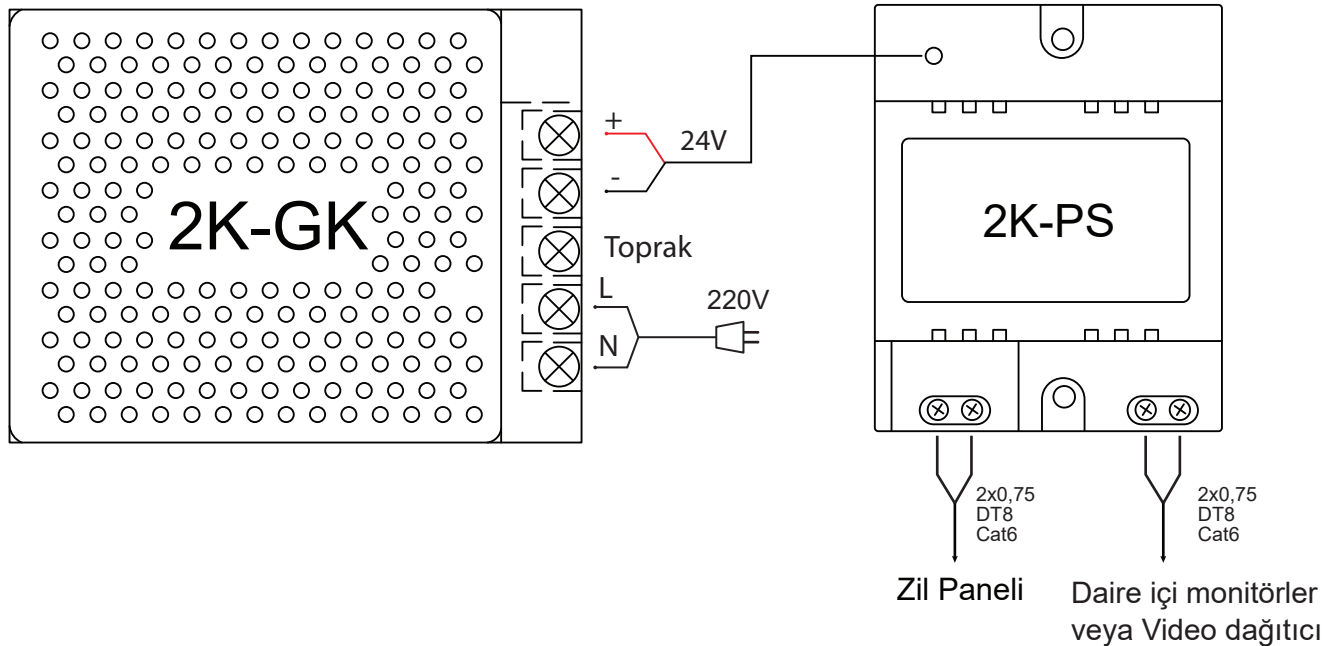 2K-GK
+
24V
-
Toprak
L
220V
N
2K-PS
2x0,75
DT8
Cat6
Zil Paneli
2x0,75
DT8
Cat6
Daire içi monitörler
veya Video dağıtıcı